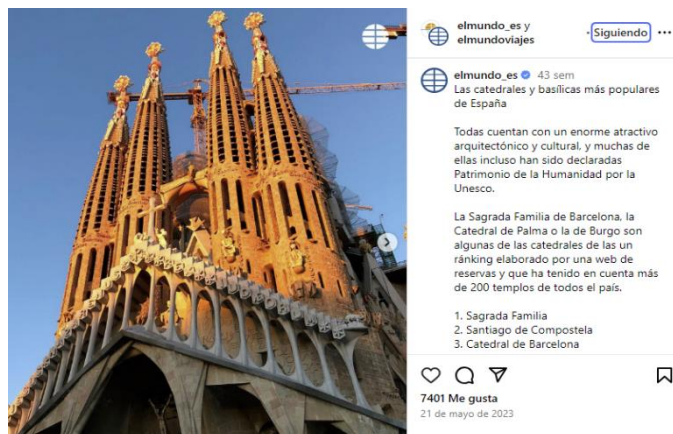 elmundo_es y
elmundoviajes
• Siguiendo ...
elmundo_es 43 sem
Las catedrales y basílicas más populares
de España
Todas cuentan con un enorme atractivo
arquitectónico y cultural, y muchas de
ellas incluso han sido declaradas
Patrimonio de la Humanidad por la
Unesco.
La Sagrada Familia de Barcelona, la
Catedral de Palma o la de Burgo son
algunas de las catedrales de las un
ránking elaborado por una web de
reservas y que ha tenido en cuenta más
de 200 templos de todos el país.
1. Sagrada Familia
2. Santiago de Compostela
3. Catedral de Barcelona
7401 Me gusta
21 de mayo de 2023